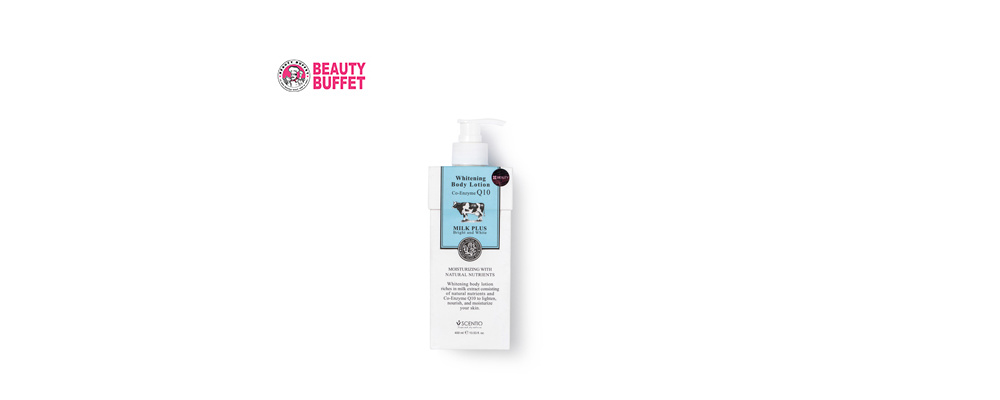 BEAUTY
BUFFET
Whitening
Body Lotion
Co-Enzyme Q10
MILK PLUS
Bright and White
MOISTURIZING WITH
NATURAL NUTRIENTS
Whitening body lotion
riches in milk extract consisting
of natural nutrients and
Co-Enzyme Q10 to lighten,
nourish, and moisturize
your skin.
SCENTIO